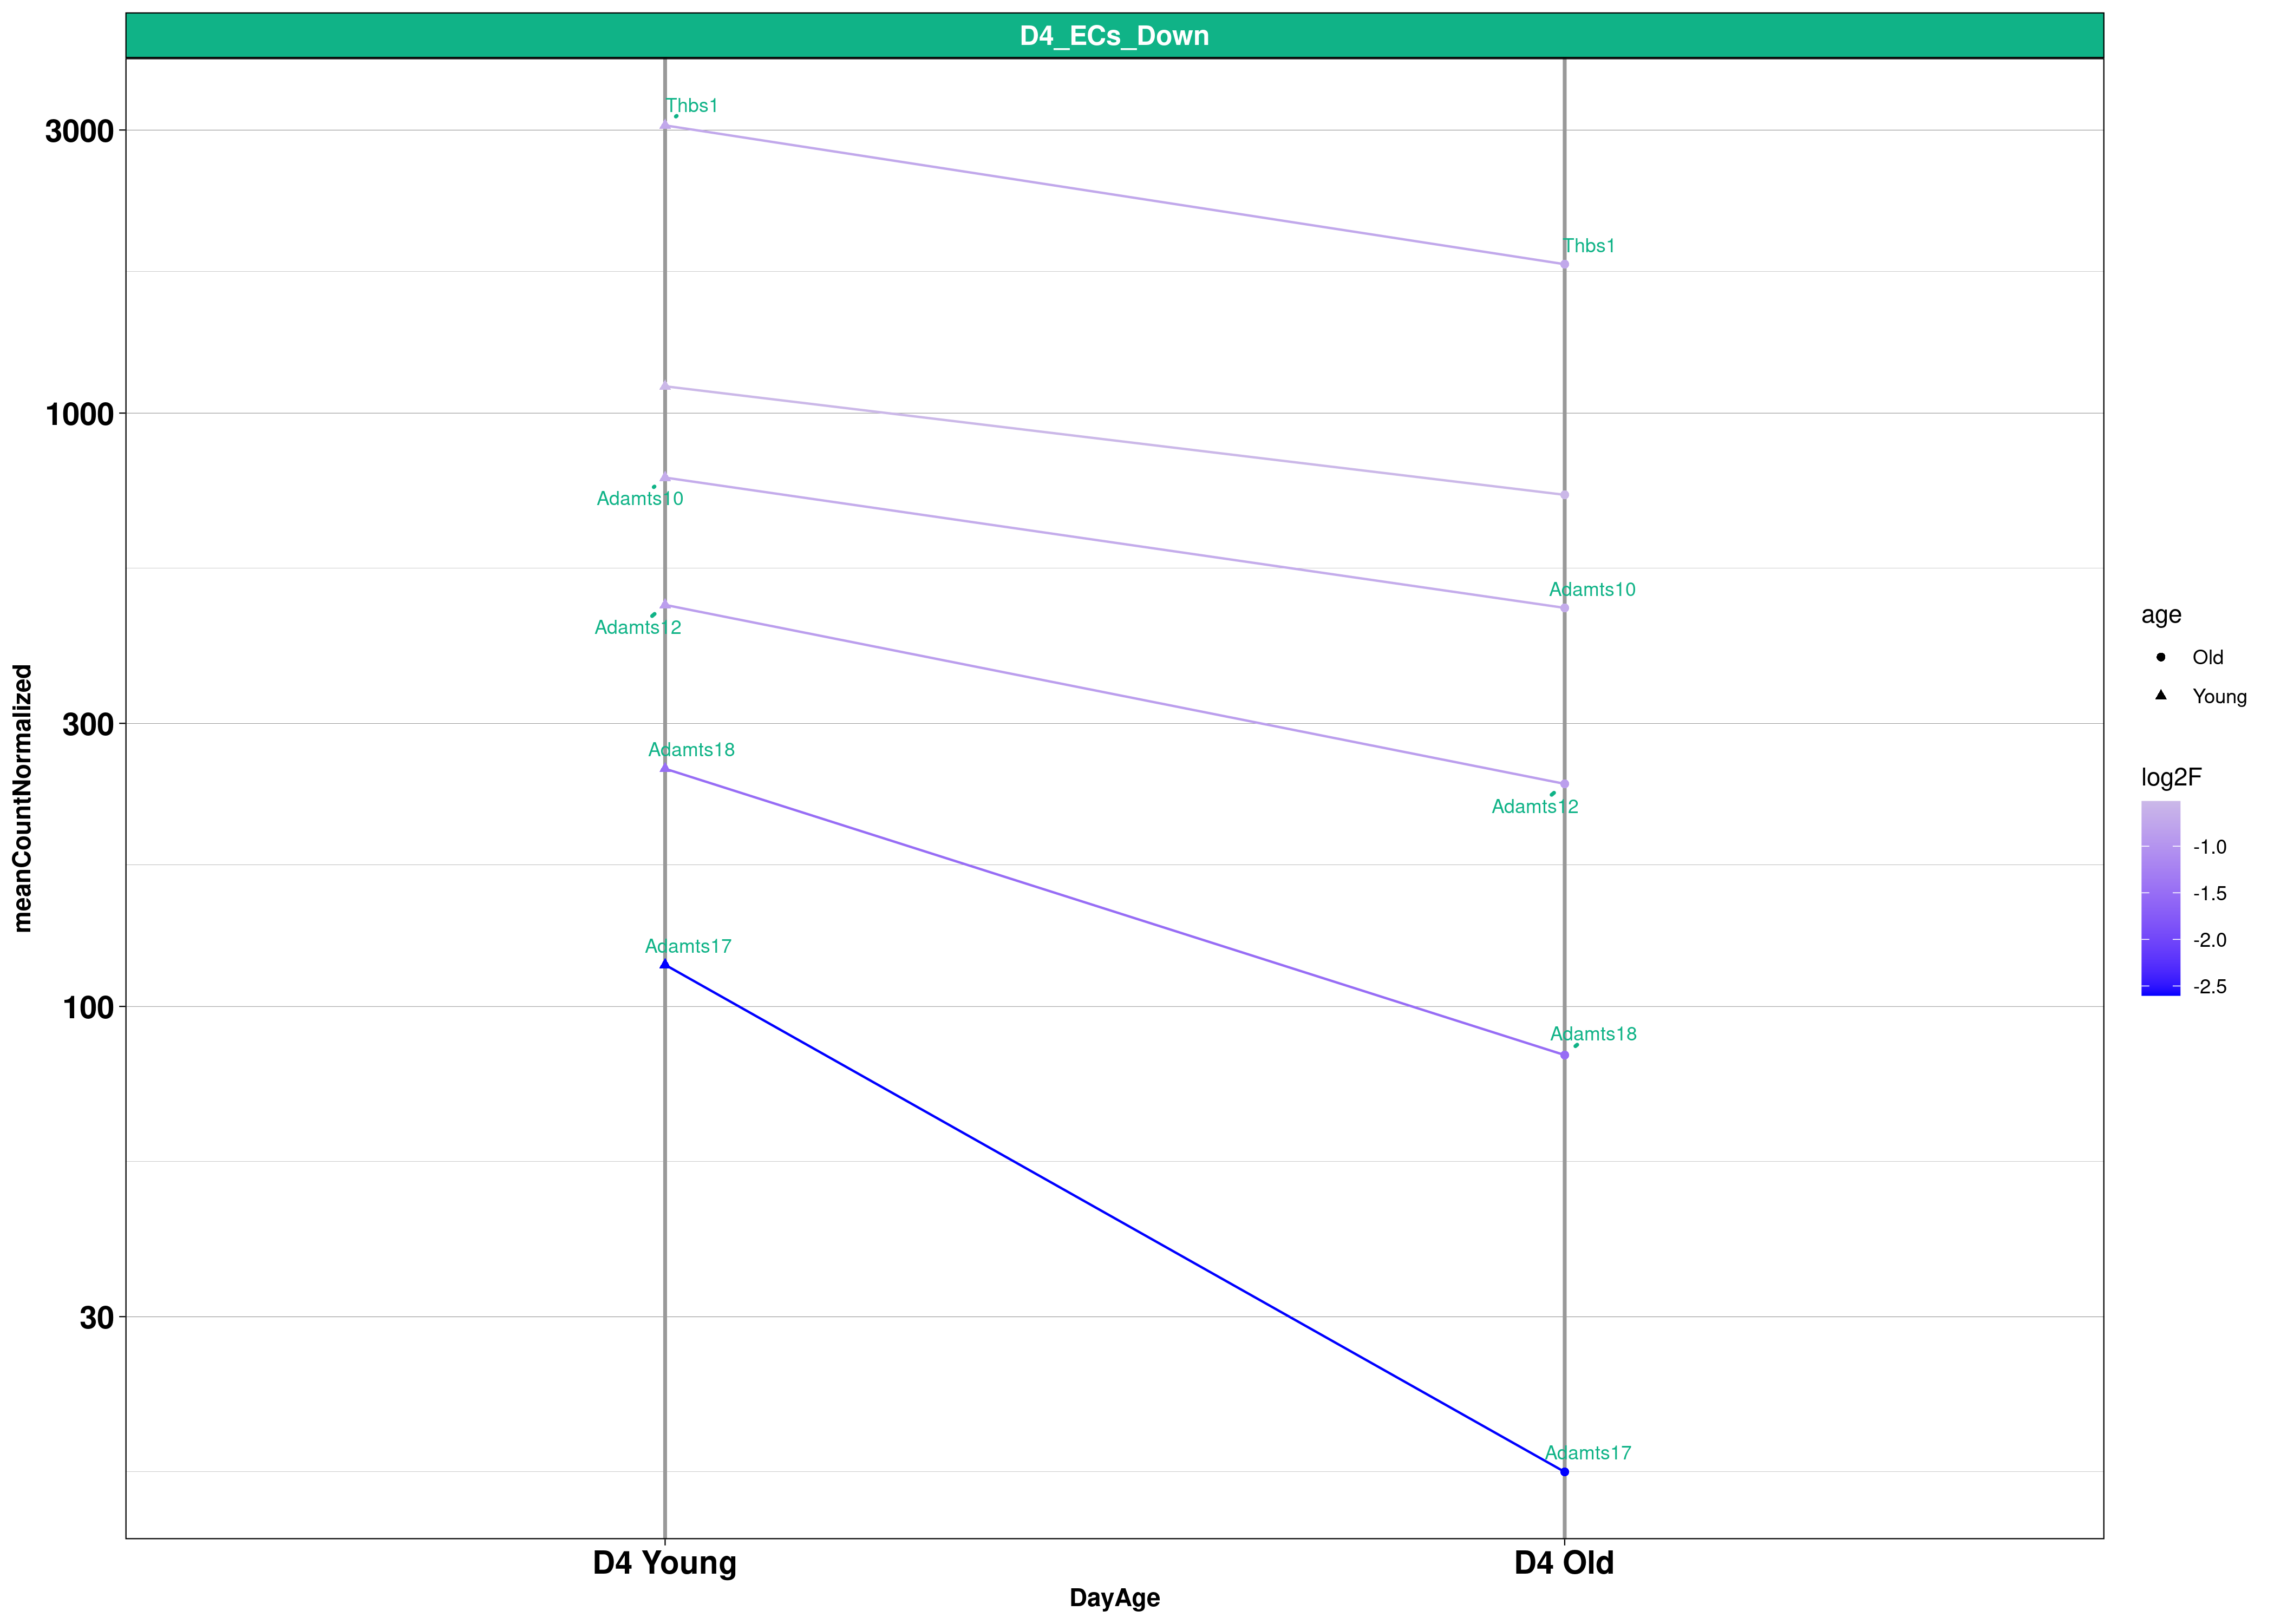 D4_ECs_Down
meanCountNormalized
3000
1000
300
100
30
Thbs1
Thbs1
Adamts10
Adamts10
Adamts12
Adamts12
Adamts18
Adamts18
Adamts17
Adamts17
D4 Young
D4 Old
DayAge
age
Old
Young
log2F
-1.0
-1.5
-2.0
-2.5